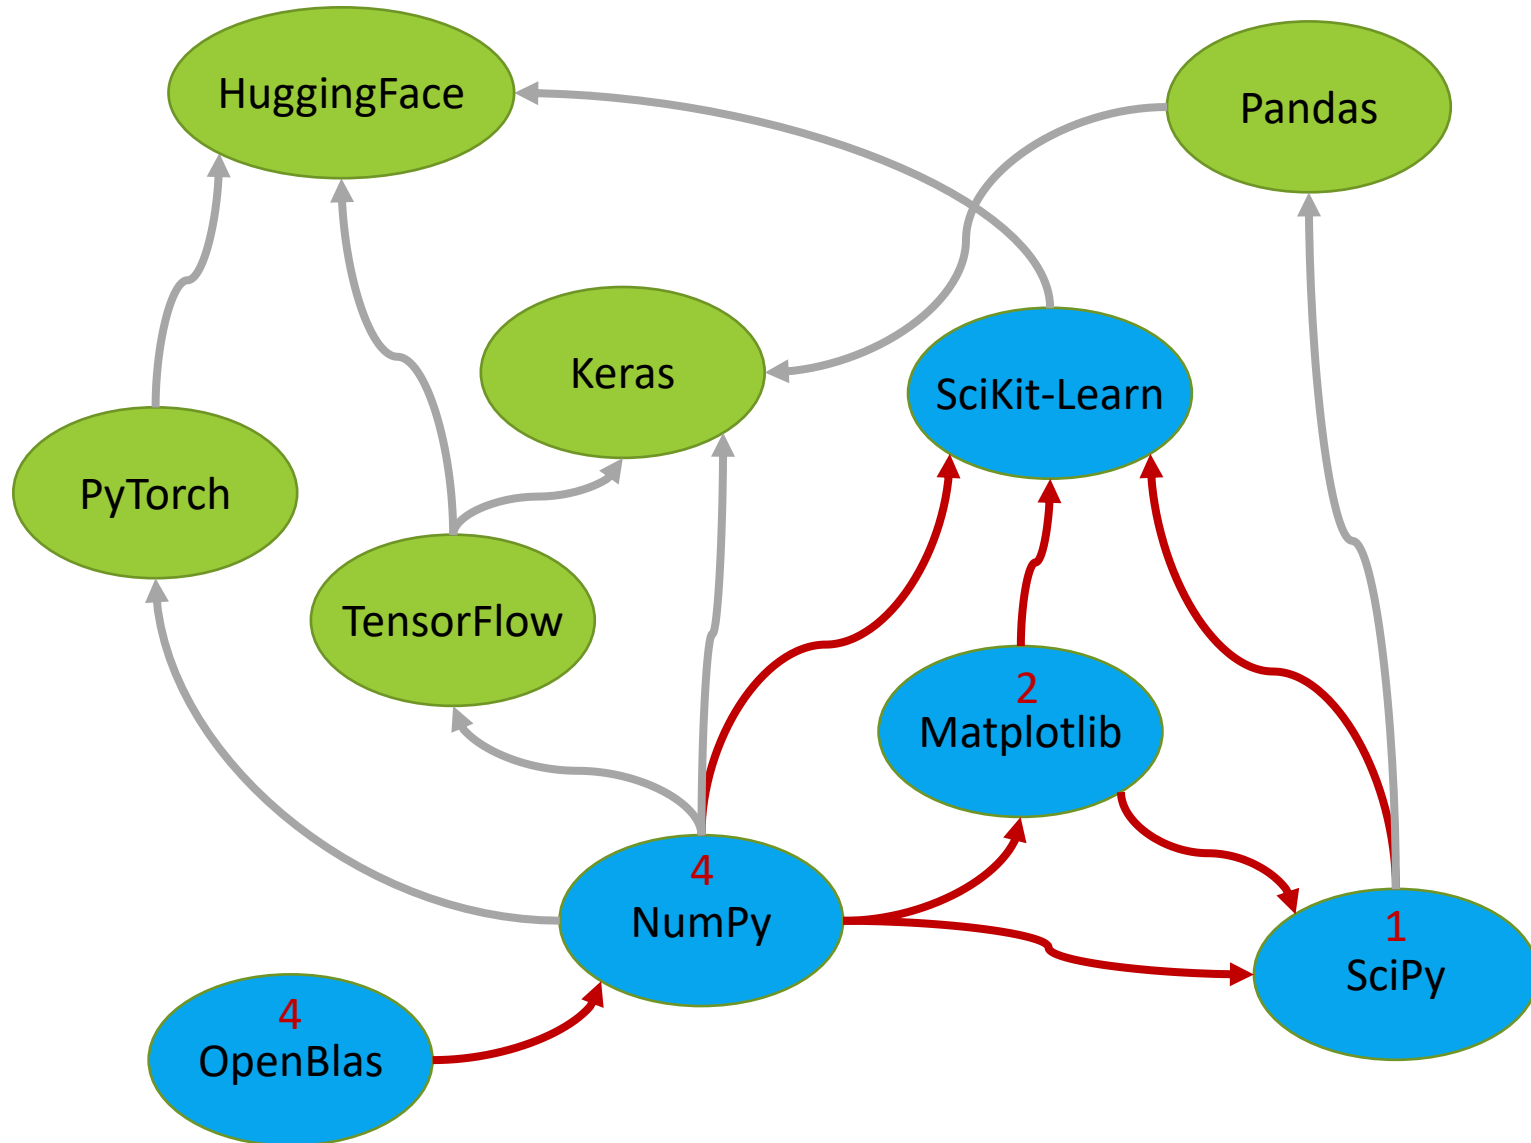 HuggingFace
Pandas
Keras
SciKit-Learn
PyTorch
TensorFlow
2
Matplotlib
4
NumPy
1
SciPy
4
OpenBlas